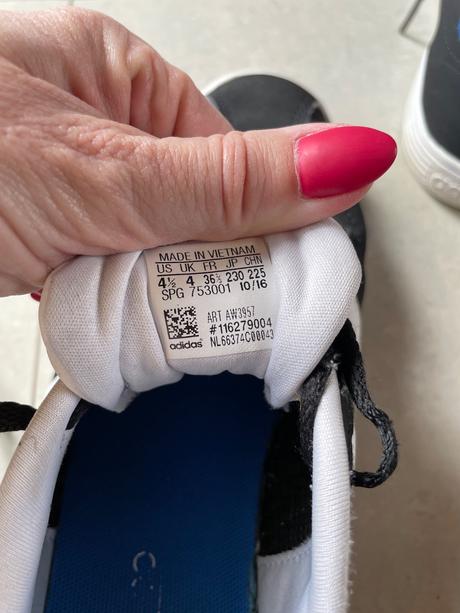 MADE IN VIETNAM
US UK FR JP CHN
4½ 4 36⅔ 230 225
SPG 753001 10/16
ART AW3957
#116279004
adidas NL66374C00043